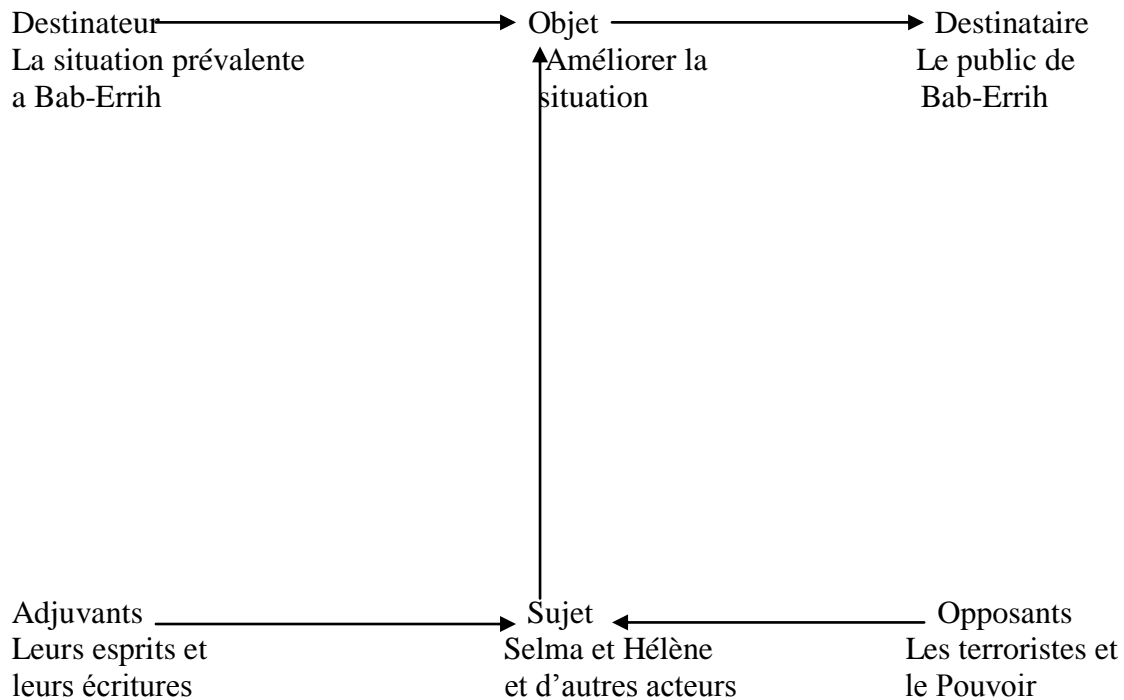 Destinateur Objet Destinataire
La situation prévalente Améliorer la Le public de
a Bab-Errih situation Bab-Errih
Adjuvants Sujet Opposants
Leurs esprits et Selma et Hélène Les terroristes et
leurs écritures et d'autres acteurs le Pouvoir